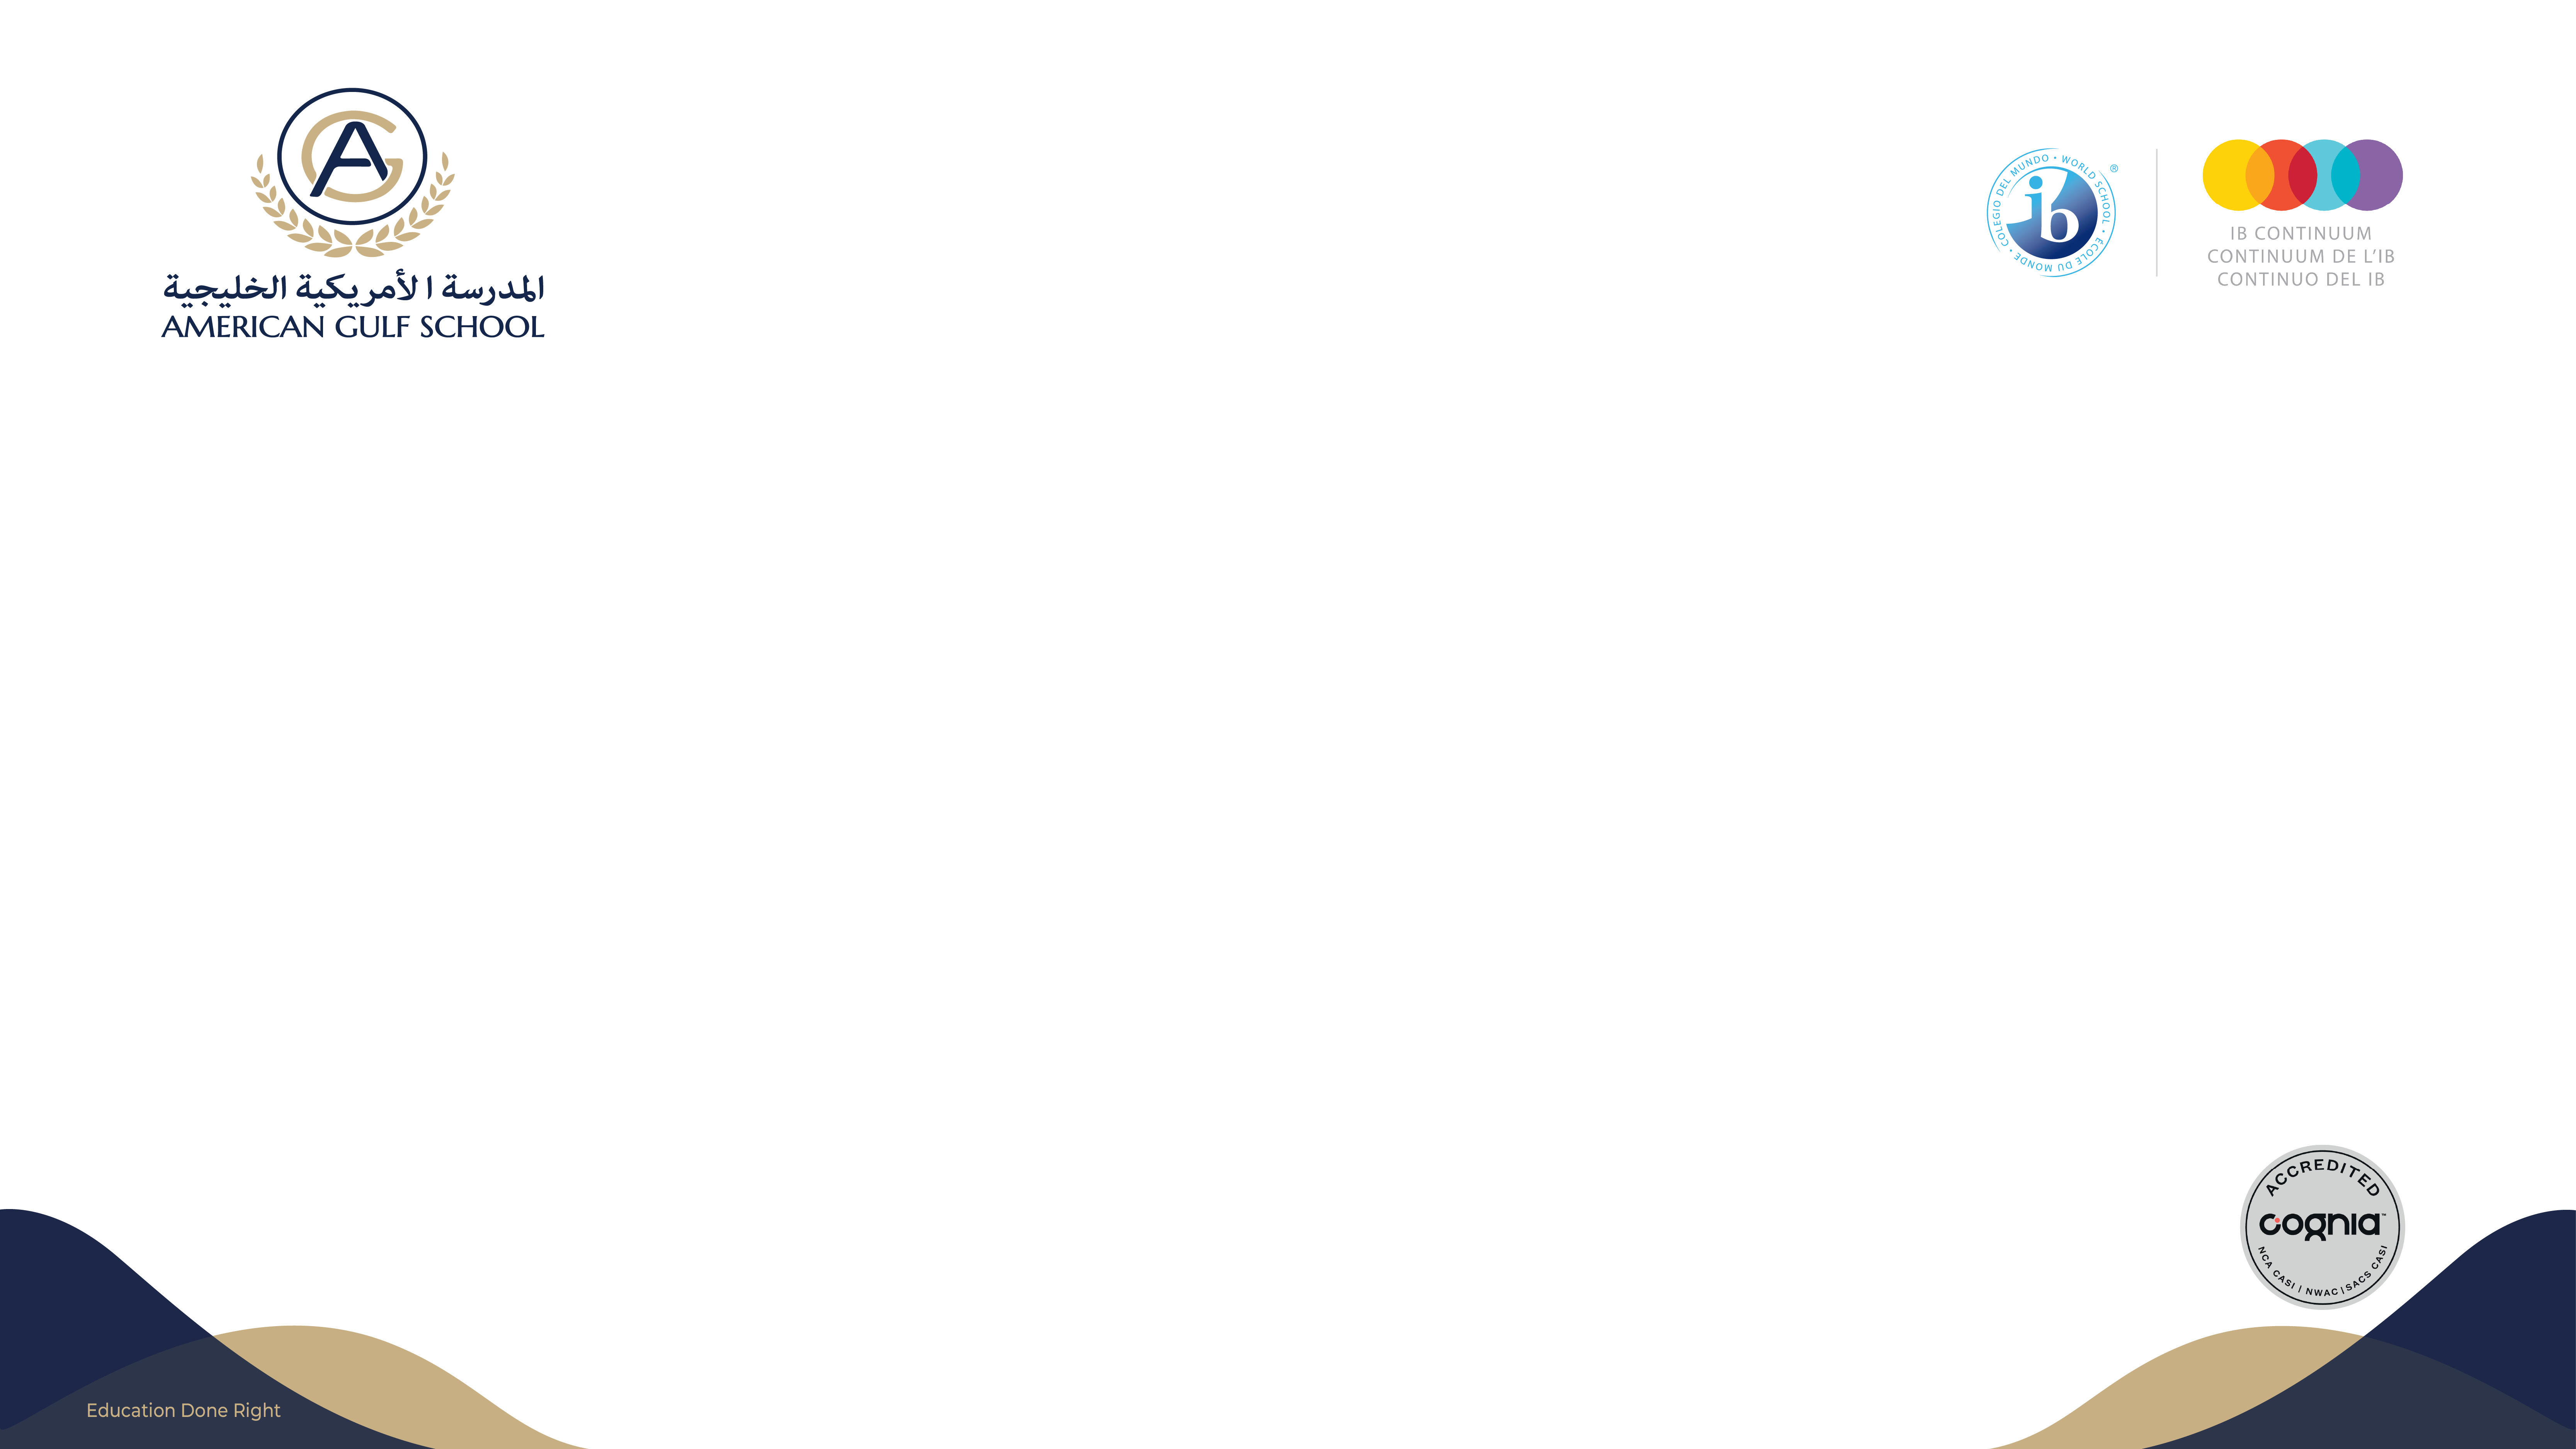 المدرسة الأمريكية الخليجية
AMERICAN GULF SCHOOL
WORLD SCHOOL • ÉCOLE DU MONDE • COLEGIO DEL MUNDO •
®
ib
IB CONTINUUM
CONTINUUM DE L'IB
CONTINUO DEL IB
ACCREDITED
cognia™
NCA CASI | NWAC | SACS CASI
Education Done Right